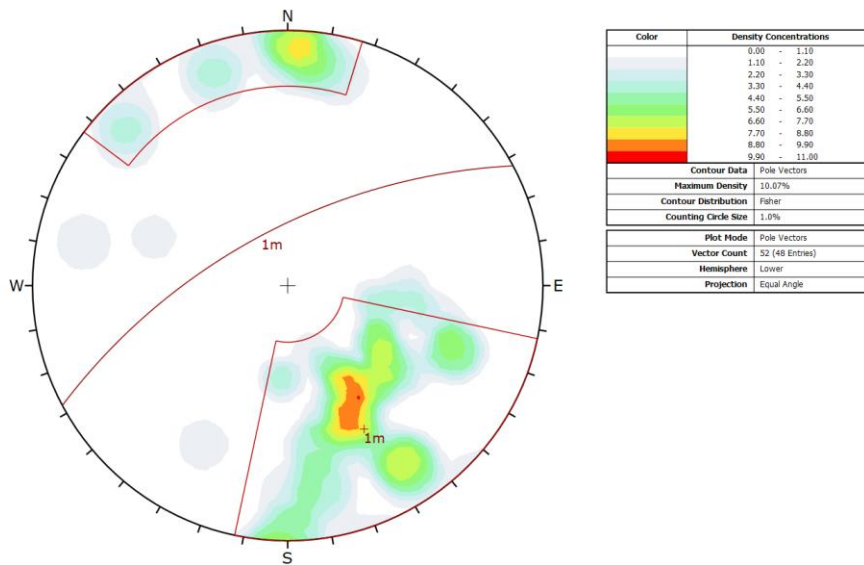 N
W
E
S
1m
1m
Color Density Concentrations
0.00 - 1.10
1.10 - 2.20
2.20 - 3.30
3.30 - 4.40
4.40 - 5.50
5.50 - 6.60
6.60 - 7.70
7.70 - 8.80
8.80 - 9.90
9.90 - 11.00
Contour Data Pole Vectors
Maximum Density 10.07%
Contour Distribution Fisher
Counting Circle Size 1.0%
Plot Mode Pole Vectors
Vector Count 52 (48 Entries)
Hemisphere Lower
Projection Equal Angle